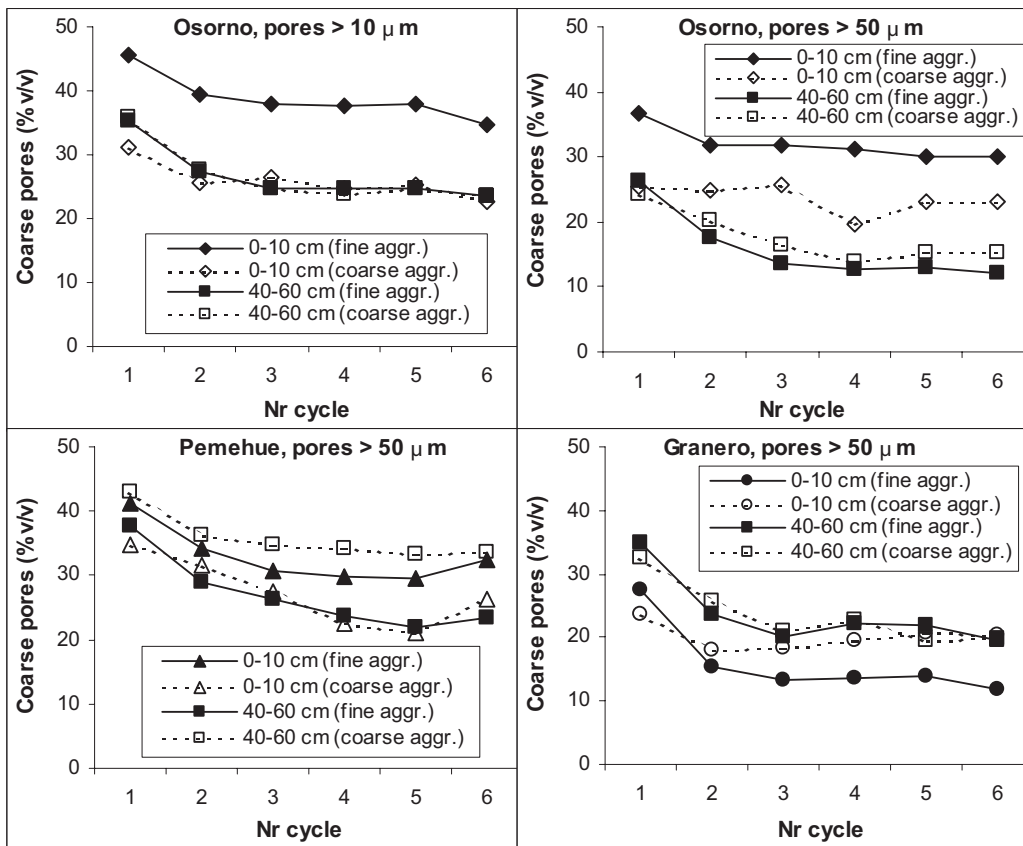 Osorno, pores > 10 µ m
Coarse pores (% v/v)
50
40
30
20
10
0
0-10 cm (fine aggr.)
0-10 cm (coarse aggr.)
40-60 cm (fine aggr.)
40-60 cm (coarse aggr.)
1 2 3 4 5 6
Nr cycle
Osorno, pores > 50 µ m
Coarse pores (% v/v)
50
40
30
20
10
0
0-10 cm (fine aggr.)
0-10 cm (coarse aggr.)
40-60 cm (fine aggr.)
40-60 cm (coarse aggr.)
1 2 3 4 5 6
Nr cycle
Pemehue, pores > 50 µ m
Coarse pores (% v/v)
50
40
30
20
10
0
0-10 cm (fine aggr.)
0-10 cm (coarse aggr.)
40-60 cm (fine aggr.)
40-60 cm (coarse aggr.)
1 2 3 4 5 6
Nr cycle
Granero, pores > 50 µ m
Coarse pores (% v/v)
50
40
30
20
10
0
0-10 cm (fine aggr.)
0-10 cm (coarse aggr.)
40-60 cm (fine aggr.)
40-60 cm (coarse aggr.)
1 2 3 4 5 6
Nr cycle